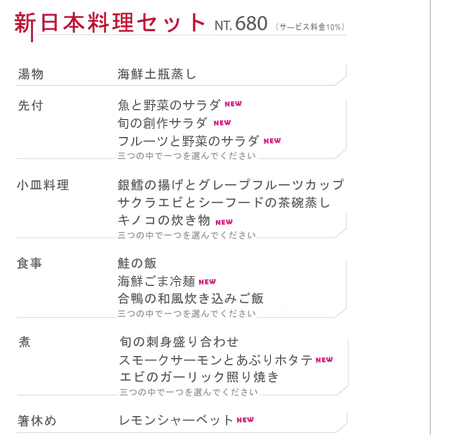 新日本料理セット NT.680 （サービス料金10%）
湯物 海鮮土瓶蒸し
先付 魚と野菜のサラダ NEW
旬の創作サラダ NEW
フルーツと野菜のサラダ NEW
三つの中で一つを選んでください
小皿料理 銀鱈の揚げとグレープフルーツカップ
サクラエビとシーフードの茶碗蒸し
キノコの炊き物 NEW
三つの中で一つを選んでください
食事 鮭の飯
海鮮ごま冷麺 NEW
合鴨の和風炊き込みご飯
三つの中で一つを選んでください
煮 旬の刺身盛り合わせ
スモークサーモンとあぶりホタテ NEW
エビのガーリック照り焼き
三つの中で一つを選んでください
箸休め レモンシャーベット NEW